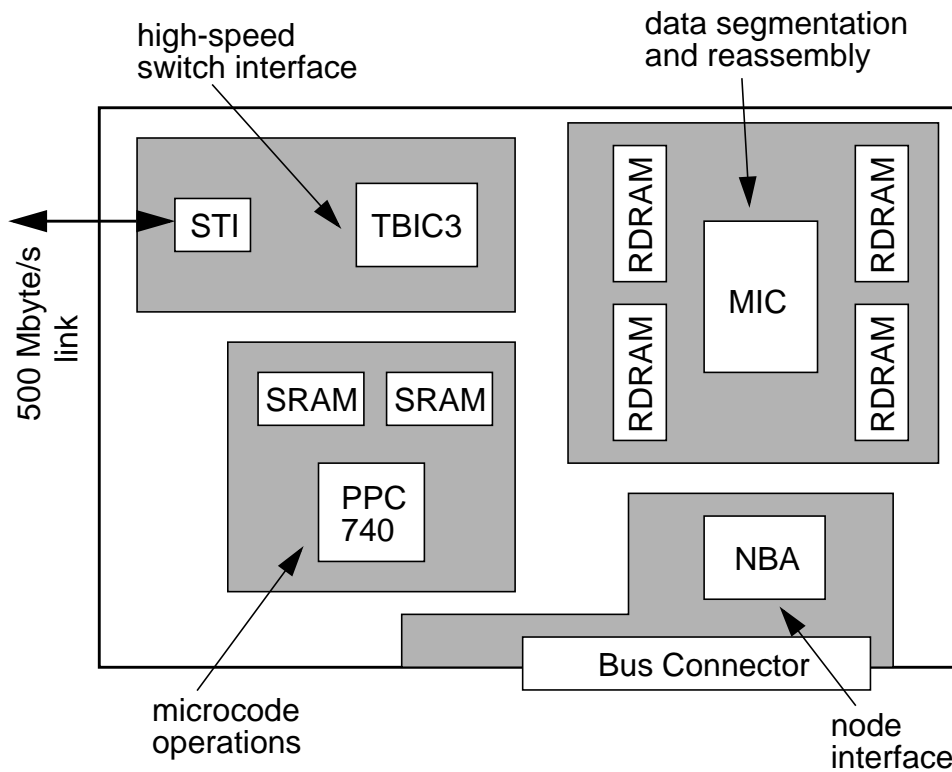 high-speed
switch interface
data segmentation
and reassembly
500 Mbyte/s
link
STI
TBIC3
RDRAM
RDRAM
MIC
RDRAM
RDRAM
SRAM
SRAM
PPC
740
NBA
Bus Connector
microcode
operations
node
interface